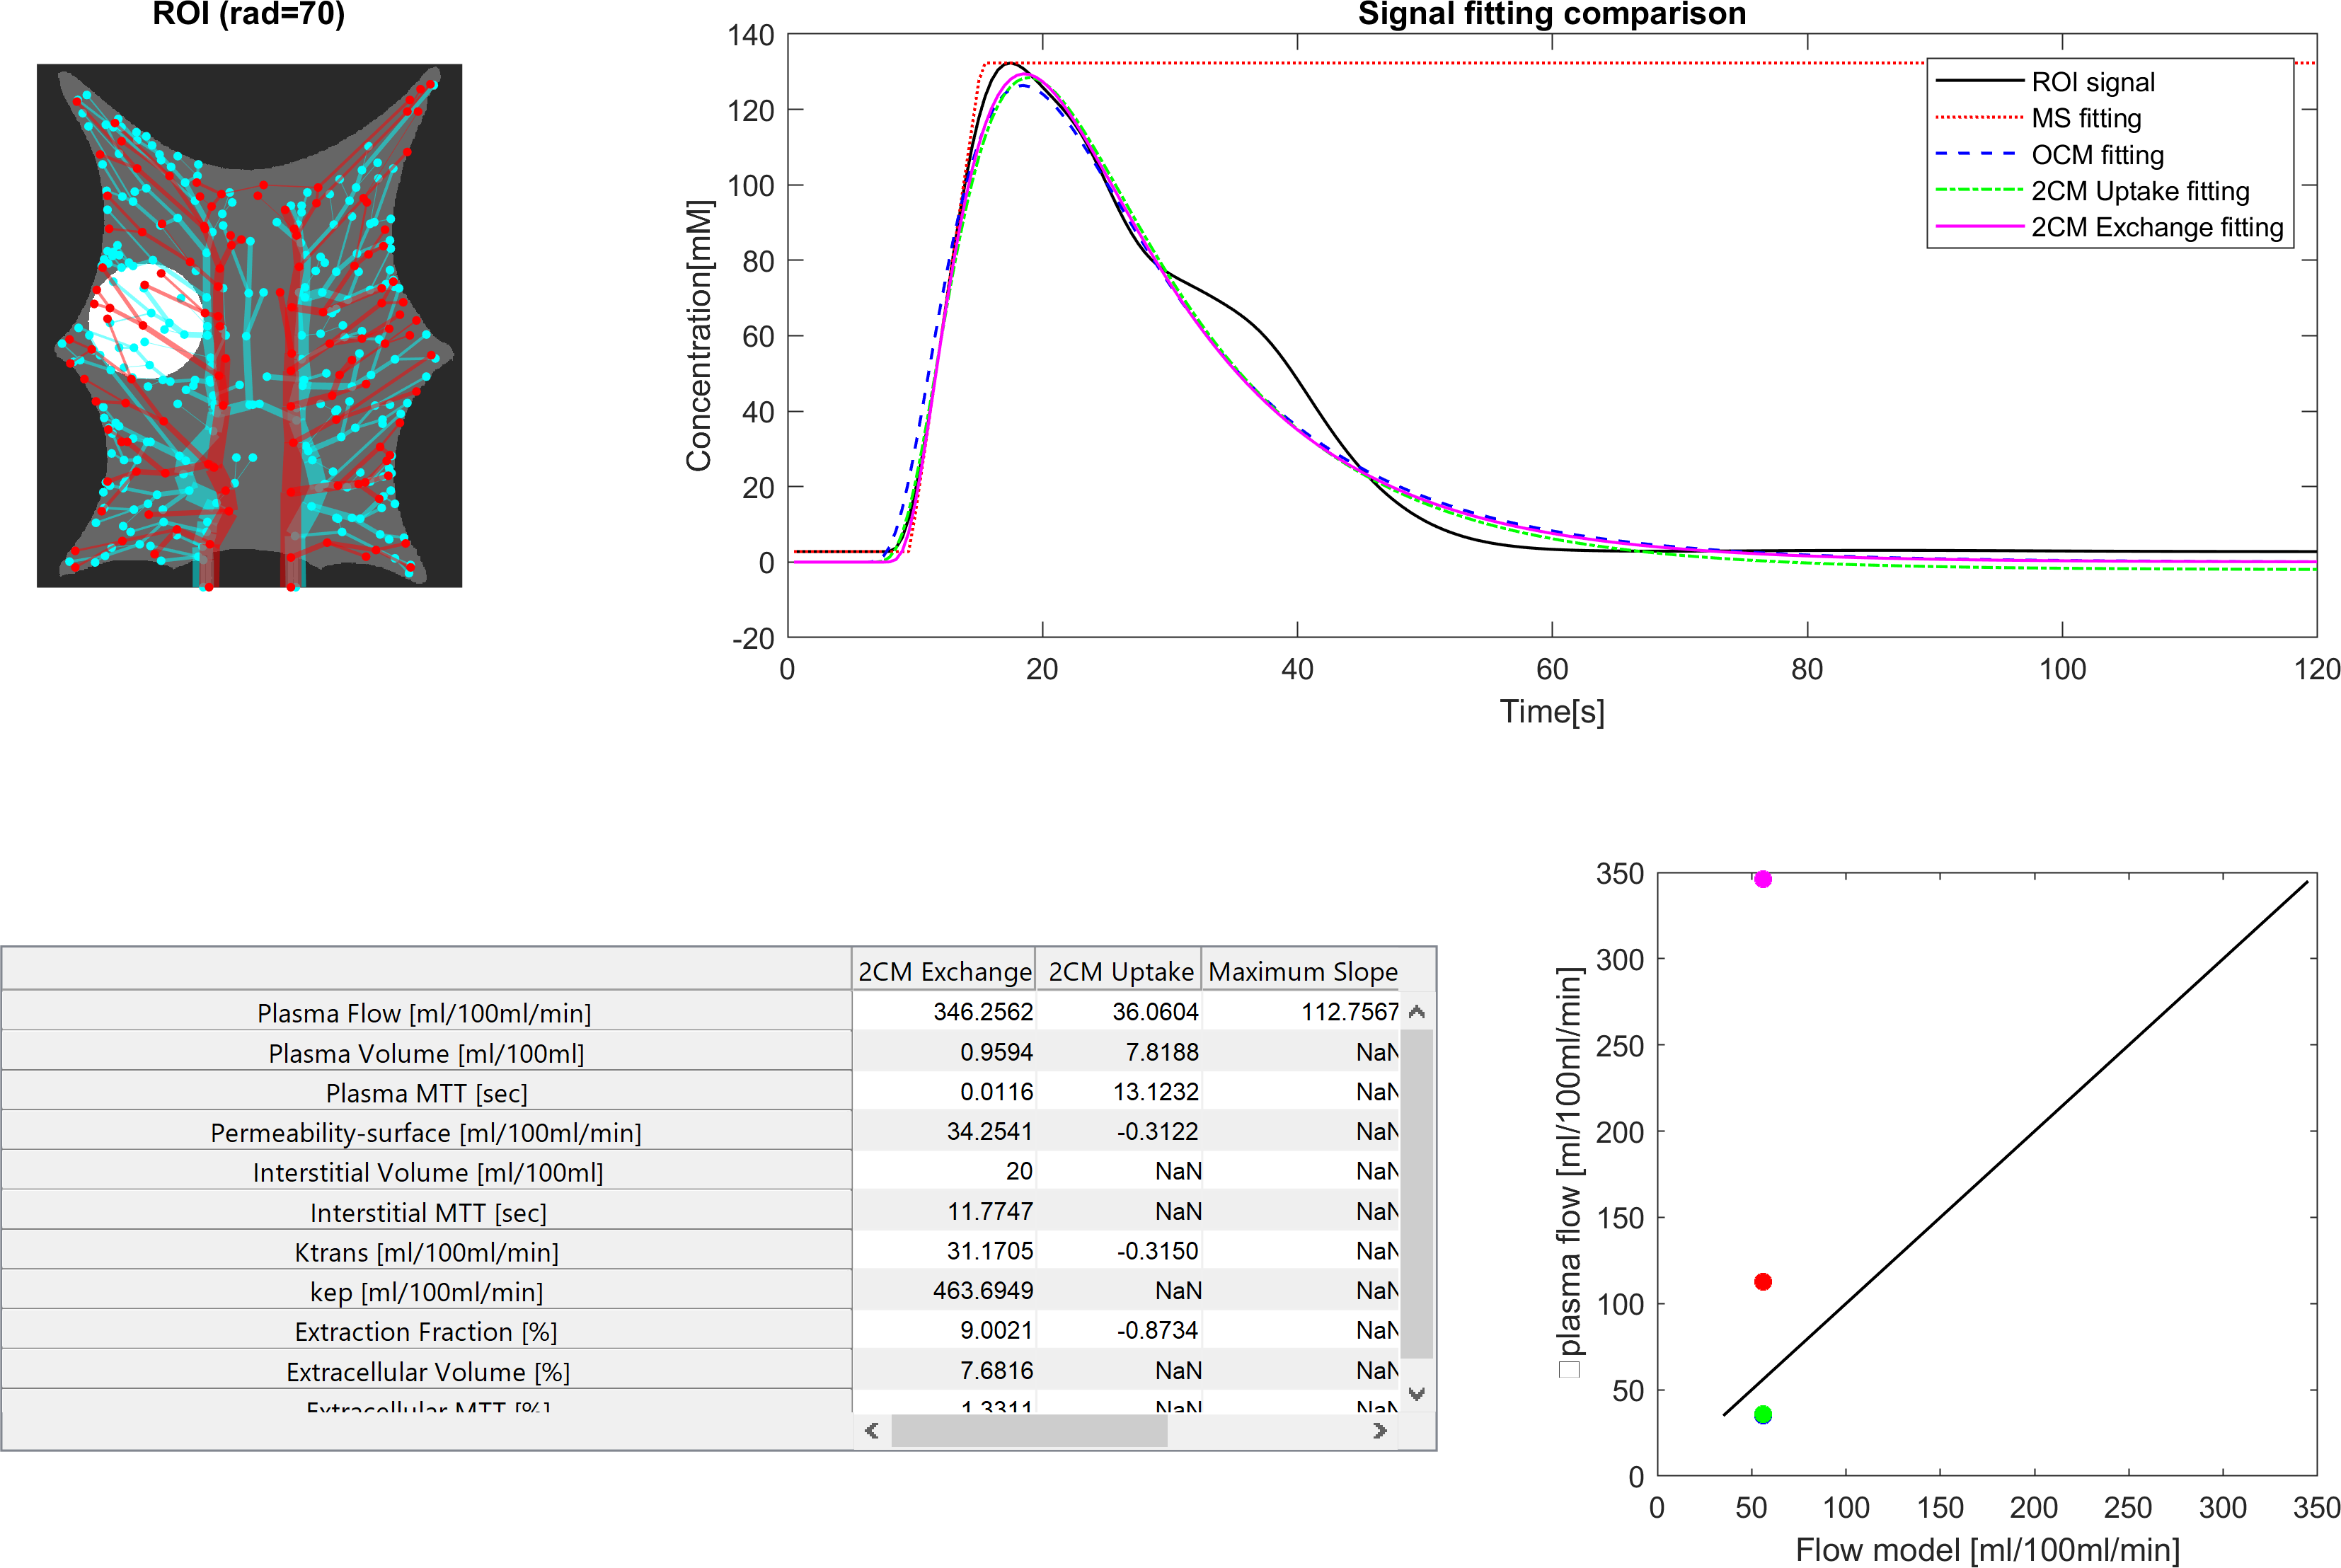 ROI (rad=70)
Signal fitting comparison
140
120
100
80
60
40
20
0
-20
Concentration[mM]
0 20 40 60 80 100 120
Time[s]
ROI signal
MS fitting
OCM fitting
2CM Uptake fitting
2CM Exchange fitting
2CM Exchange 2CM Uptake Maximum Slope
Plasma Flow [ml/100ml/min] 346.2562 36.0604 112.7567
Plasma Volume [ml/100ml] 0.9594 7.8188 NaN
Plasma MTT [sec] 0.0116 13.1232 NaN
Permeability-surface [ml/100ml/min] 34.2541 -0.3122 NaN
Interstitial Volume [ml/100ml] 20 NaN NaN
Interstitial MTT [sec] 11.7747 NaN NaN
Ktrans [ml/100ml/min] 31.1705 -0.3150 NaN
kep [ml/100ml/min] 463.6949 NaN NaN
Extraction Fraction [%] 9.0021 -0.8734 NaN
Extracellular Volume [%] 7.6816 NaN NaN
Extracellular MTT [%] 1.3311 NaN NaN
350
300
250
200
150
100
50
0
plasma flow [ml/100ml/min]
0 50 100 150 200 250 300 350
Flow model [ml/100ml/min]